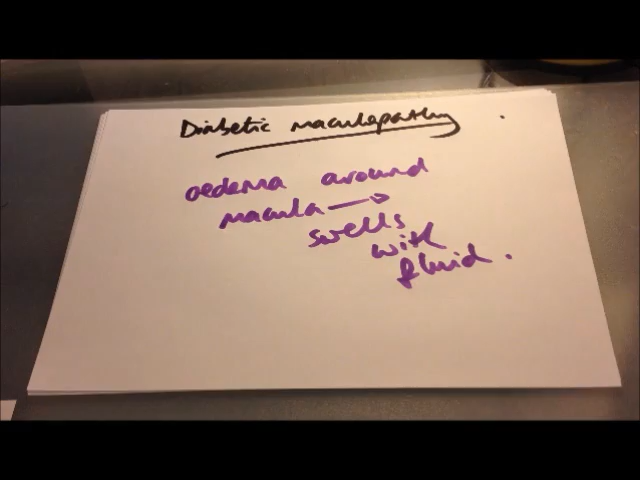 Diabetic maculopathy
oedema around
macula →
swells
with
fluid.